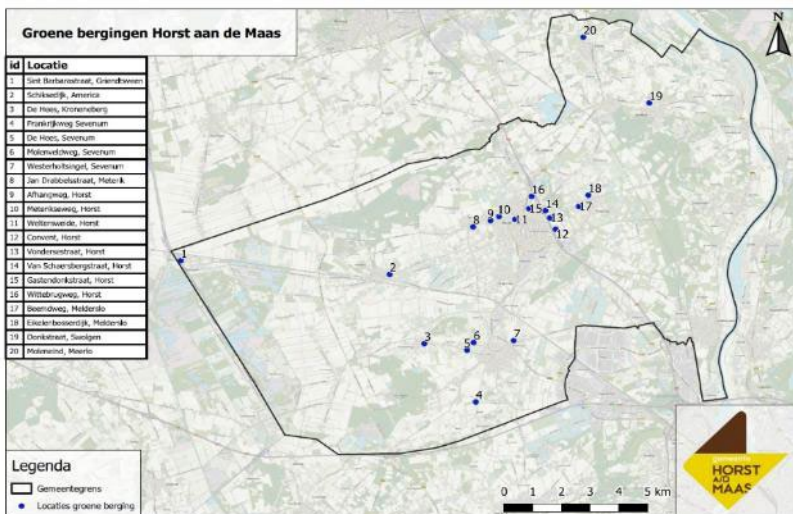 Groene bergingen Horst aan de Maas
N
id Locatie
1 Sint Barbarastraat, Griendtsveen
2 Schiksedijk, America
3 De Hees, Kronenberg
4 Frankrijkweg Sevenum
5 De Hees, Sevenum
6 Molenveldweg, Sevenum
7 Westerholtsingel, Sevenum
8 Jan Drabbelsstraat, Meterik
9 Afhangweg, Horst
10 Meterikseweg, Horst
11 Weltersweide, Horst
12 Convent, Horst
13 Vondersestraat, Horst
14 Van Schaersbergstraat, Horst
15 Gastendonkstraat, Horst
16 Wittebrugweg, Horst
17 Beemdweg, Melderslo
18 Eikelenbosserdijk, Melderslo
19 Donkstraat, Swolgen
20 Moleneind, Meerlo
20
19
18
16
17
15
14
13
12
10
9
11
8
1
2
3
6
5
7
4
Legenda
Gemeentegrens
Locaties groene berging
0 1 2 3 4 5 km
gemeente
HORST
A/D
MAAS